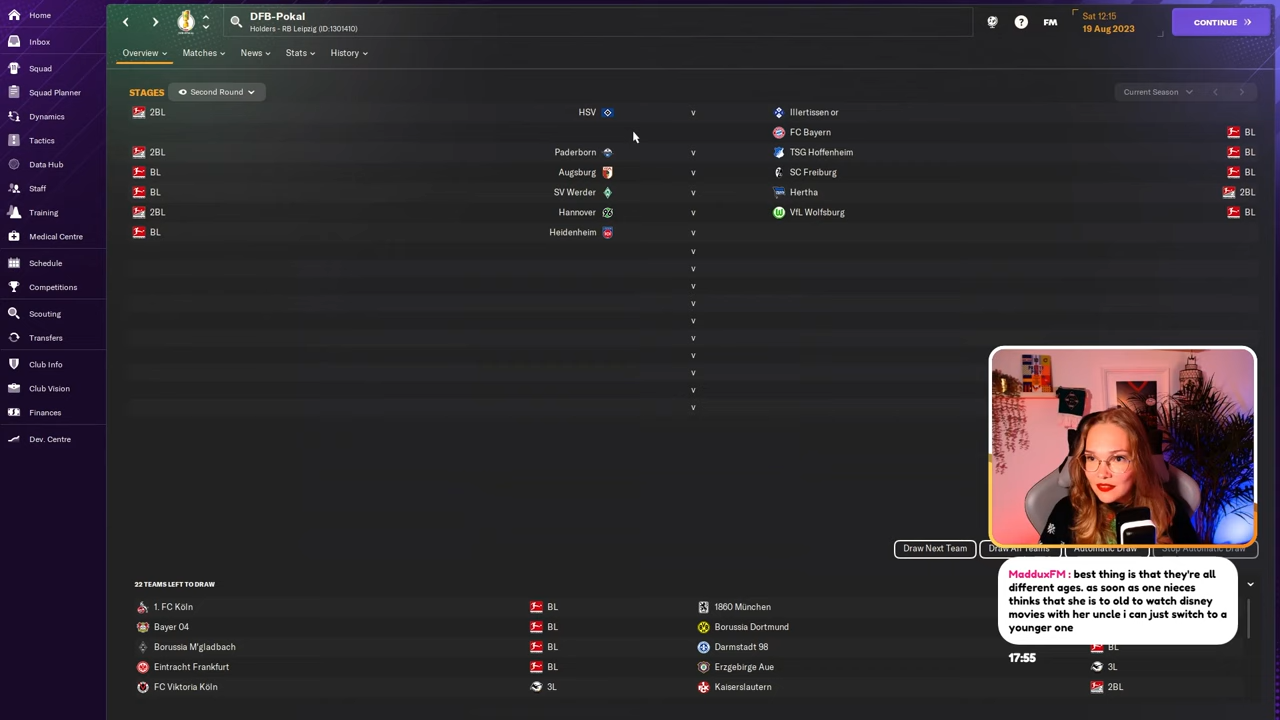 Home
Inbox
Squad
Squad Planner
Dynamics
Tactics
Data Hub
Staff
Training
Medical Centre
Schedule
Competitions
Scouting
Transfers
Club Info
Club Vision
Finances
Dev. Centre
DFB-Pokal
Holders - RB Leipzig (ID:1301410)
FM
Sat 12:15
19 Aug 2023
CONTINUE
Overview Matches News Stats History
STAGES Second Round Current Season
2BL HSV v Illertissen or
FC Bayern BL
2BL Paderborn v TSG Hoffenheim BL
BL Augsburg v SC Freiburg BL
BL SV Werder v Hertha 2BL
2BL Hannover v VfL Wolfsburg BL
BL Heidenheim v
v
v
v
v
v
v
v
v
v
v
Draw Next Team Draw All Teams Automatic Draw Stop Automatic Draw
22 TEAMS LEFT TO DRAW
1. FC Köln BL 1860 München
Bayer 04 BL Borussia Dortmund
Borussia M'gladbach BL Darmstadt 98 BL
Eintracht Frankfurt BL Erzgebirge Aue 3L
FC Viktoria Köln 3L Kaiserslautern 2BL
MadduxFM : best thing is that they're all
different ages. as soon as one nieces
thinks that she is to old to watch disney
movies with her uncle i can just switch to a
younger one
17:55